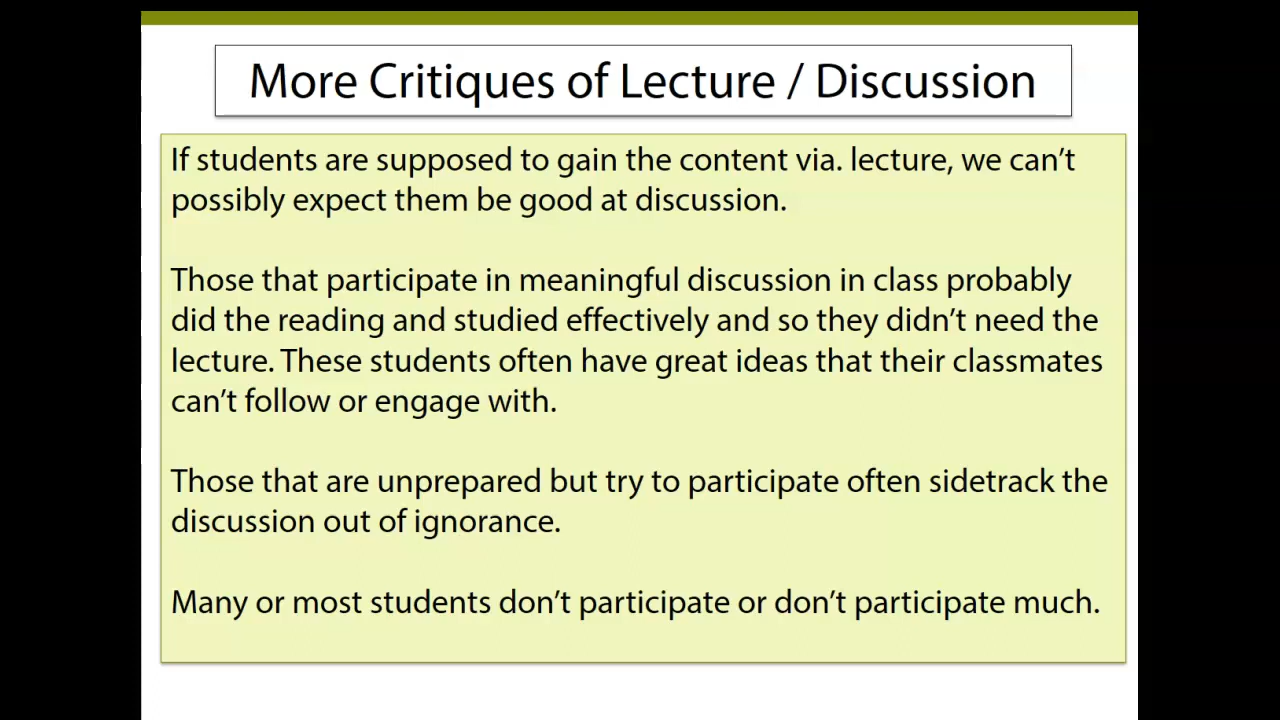 More Critiques of Lecture / Discussion
If students are supposed to gain the content via. lecture, we can't
possibly expect them be good at discussion.
Those that participate in meaningful discussion in class probably
did the reading and studied effectively and so they didn't need the
lecture. These students often have great ideas that their classmates
can't follow or engage with.
Those that are unprepared but try to participate often sidetrack the
discussion out of ignorance.
Many or most students don't participate or don't participate much.